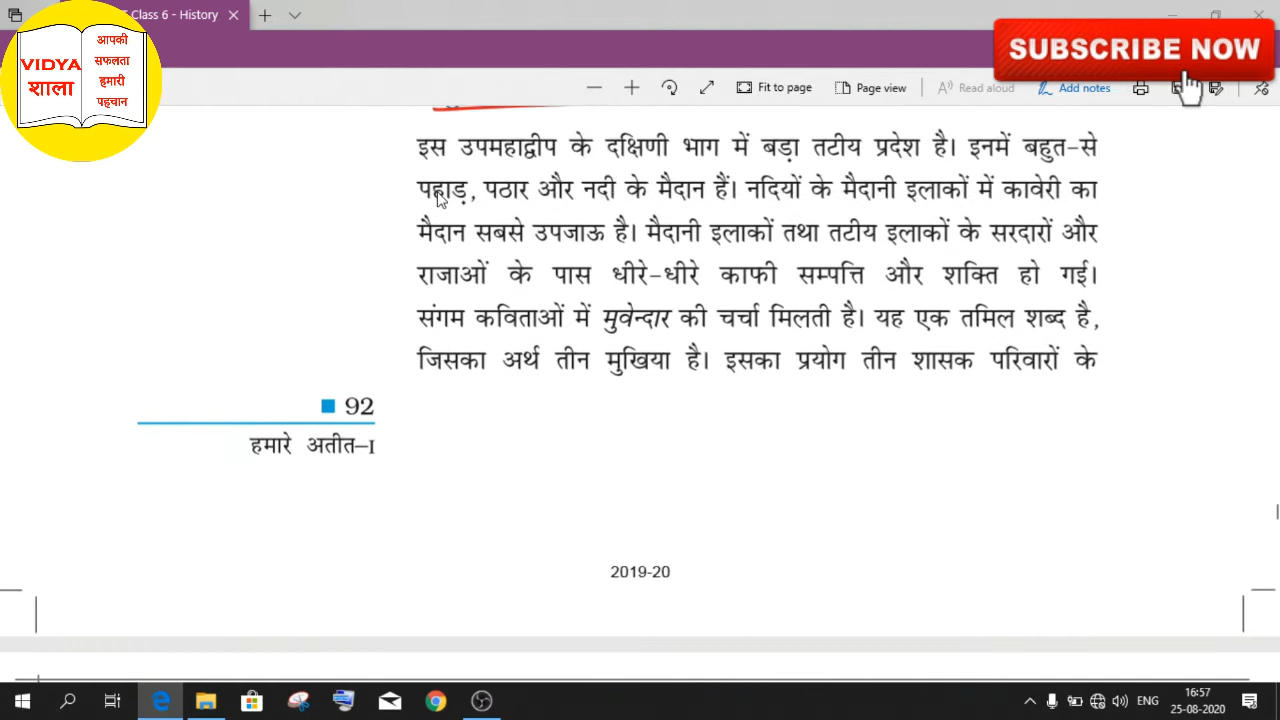 Class 6 - History
VIDYA
शाला
आपकी
सफलता
हमारी
पहचान
SUBSCRIBE NOW
Fit to page
Page view
Read aloud
Add notes
इस उपमहाद्वीप के दक्षिणी भाग में बड़ा तटीय प्रदेश है। इनमें बहुत-से
पहाड़, पठार और नदी के मैदान हैं। नदियों के मैदानी इलाकों में कावेरी का
मैदान सबसे उपजाऊ है। मैदानी इलाकों तथा तटीय इलाकों के सरदारों और
राजाओं के पास धीरे-धीरे काफी सम्पत्ति और शक्ति हो गई।
संगम कविताओं में मुवेन्दार की चर्चा मिलती है। यह एक तमिल शब्द है,
जिसका अर्थ तीन मुखिया है। इसका प्रयोग तीन शासक परिवारों के
■ 92
हमारे अतीत-I
2019-20
ENG
16:57
25-08-2020